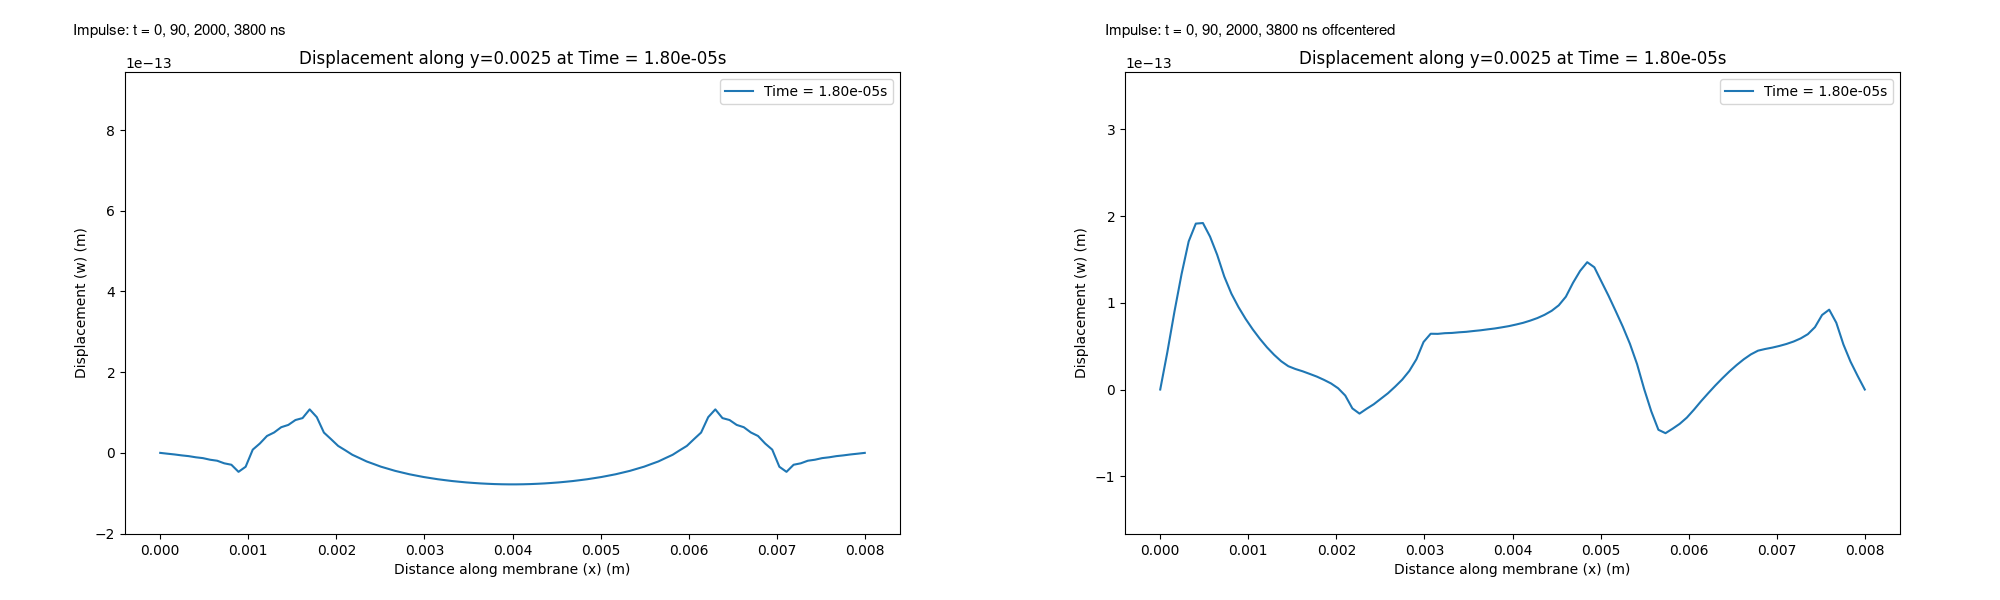 Impulse: t = 0, 90, 2000, 3800 ns
Displacement along y=0.0025 at Time = 1.80e-05s
1e−13
Time = 1.80e-05s
8
6
4
2
0
−2
Displacement (w) (m)
0.000 0.001 0.002 0.003 0.004 0.005 0.006 0.007 0.008
Distance along membrane (x) (m)
Impulse: t = 0, 90, 2000, 3800 ns offcentered
Displacement along y=0.0025 at Time = 1.80e-05s
1e−13
Time = 1.80e-05s
3
2
1
0
−1
Displacement (w) (m)
0.000 0.001 0.002 0.003 0.004 0.005 0.006 0.007 0.008
Distance along membrane (x) (m)